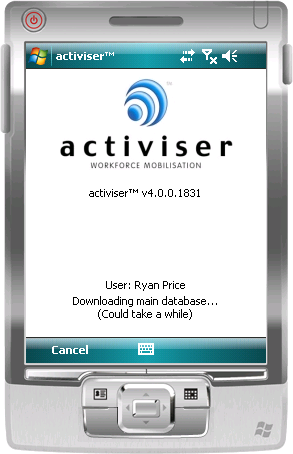 activiser™
™
activiser
WORKFORCE MOBILISATION
activiser™ v4.0.0.1831
User: Ryan Price
Downloading main database...
(Could take a while)
Cancel